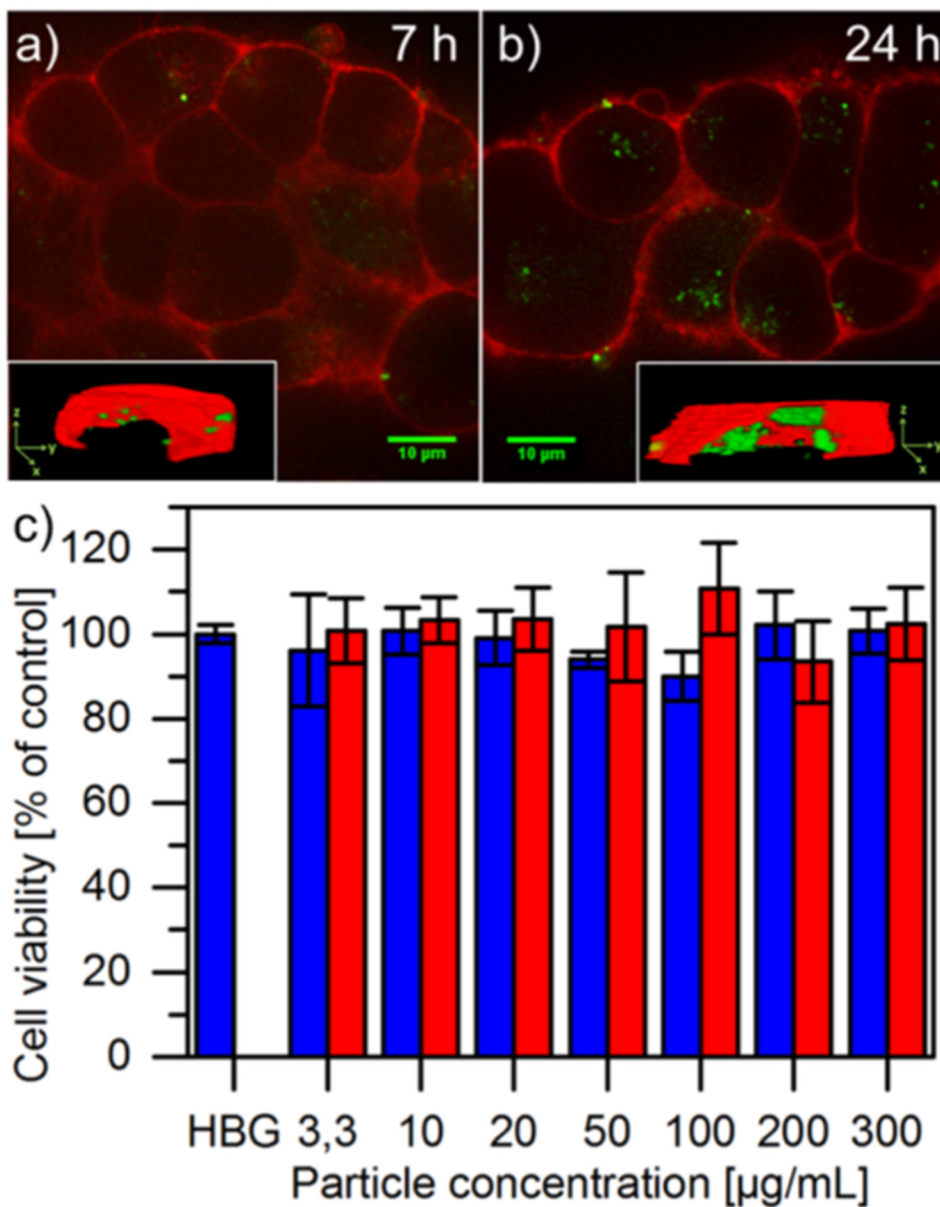 a) 7 h
b) 24 h
z
y
x
10 µm
10 µm
z
y
x
c)
Cell viability [% of control]
120
100
80
60
40
20
0
HBG 3,3 10 20 50 100 200 300
Particle concentration [µg/mL]